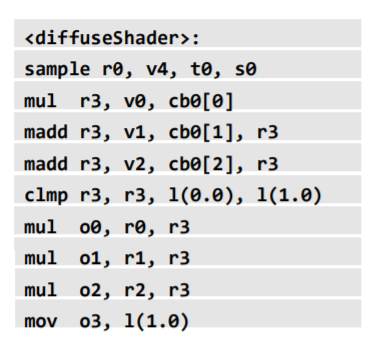 <diffuseShader>:
sample r0, v4, t0, s0
mul r3, v0, cb0[0]
madd r3, v1, cb0[1], r3
madd r3, v2, cb0[2], r3
clmp r3, r3, l(0.0), l(1.0)
mul o0, r0, r3
mul o1, r1, r3
mul o2, r2, r3
mov o3, l(1.0)